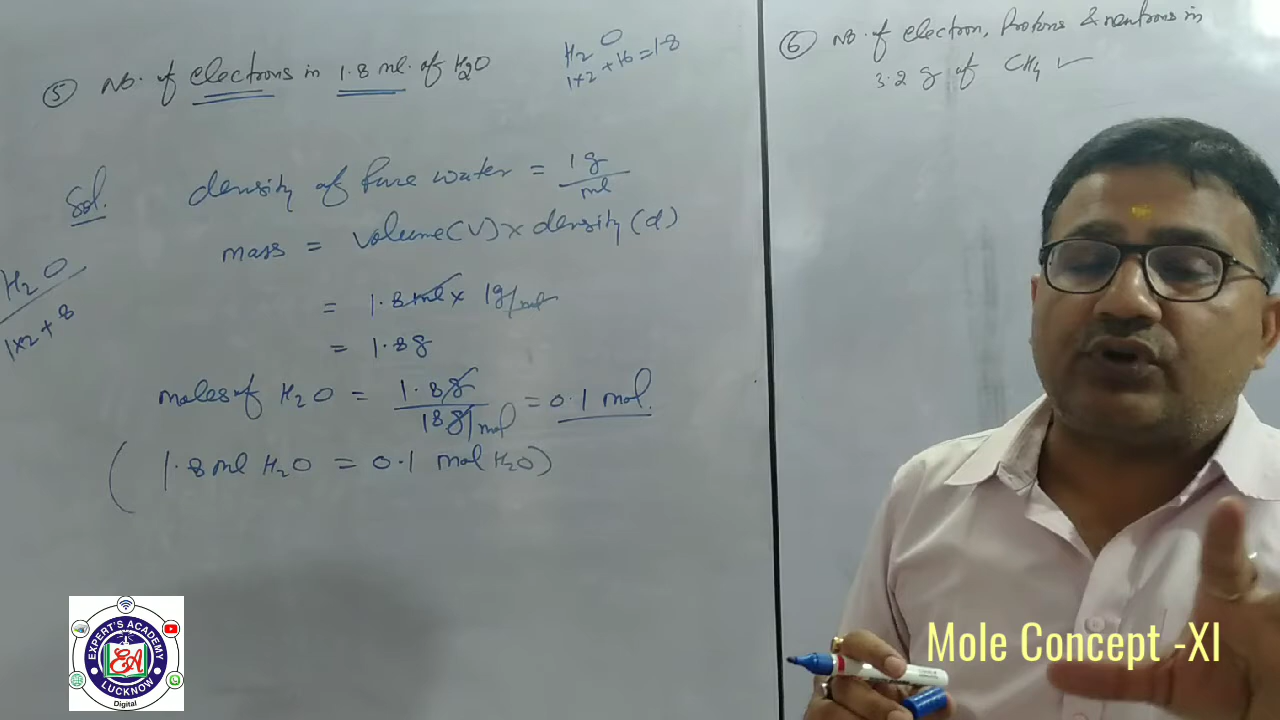 ⑤ No. of electrons in 1.8 ml. of H₂O
H₂O
1×2 + 16 = 18
Sol. density of Pure water = 1g/ml
mass = Volume(V) × density (d)
= 1.8 ml × 1g/ml
= 1.8g
H₂O
1×2 + 8
moles of H₂O = 1.8g/18g/mol = 0.1 mol.
( 1.8 ml H₂O = 0.1 mol H₂O)
⑥ No. of electron, Protons & neutrons in
3.2 g of CH₄
EXPERT'S ACADEMY
EA
LUCKNOW
Digital
Mole Concept -XI